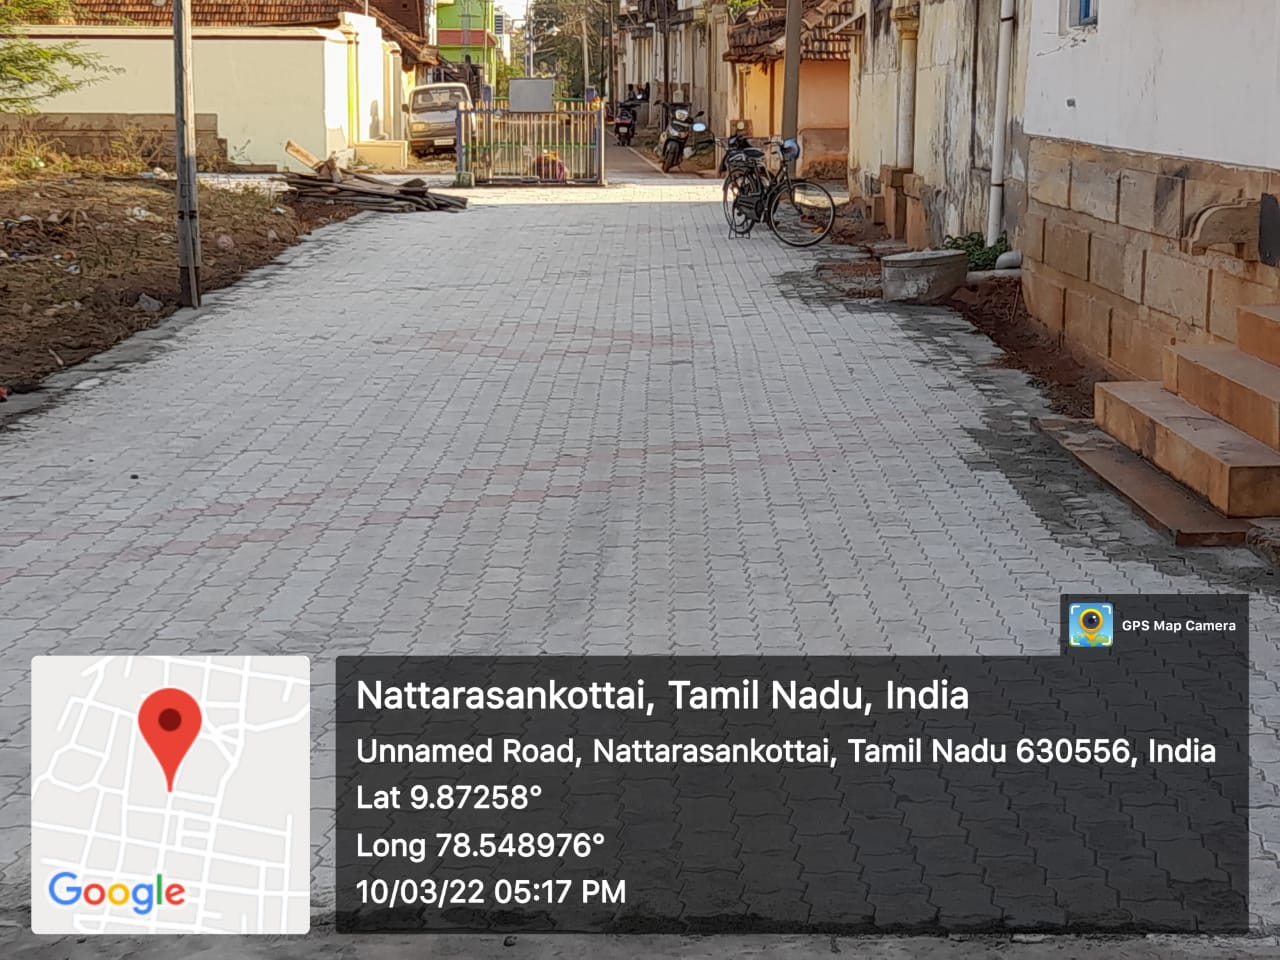 GPS Map Camera
Nattarasankottai, Tamil Nadu, India
Unnamed Road, Nattarasankottai, Tamil Nadu 630556, India
Lat 9.87258°
Long 78.548976°
10/03/22 05:17 PM
Google